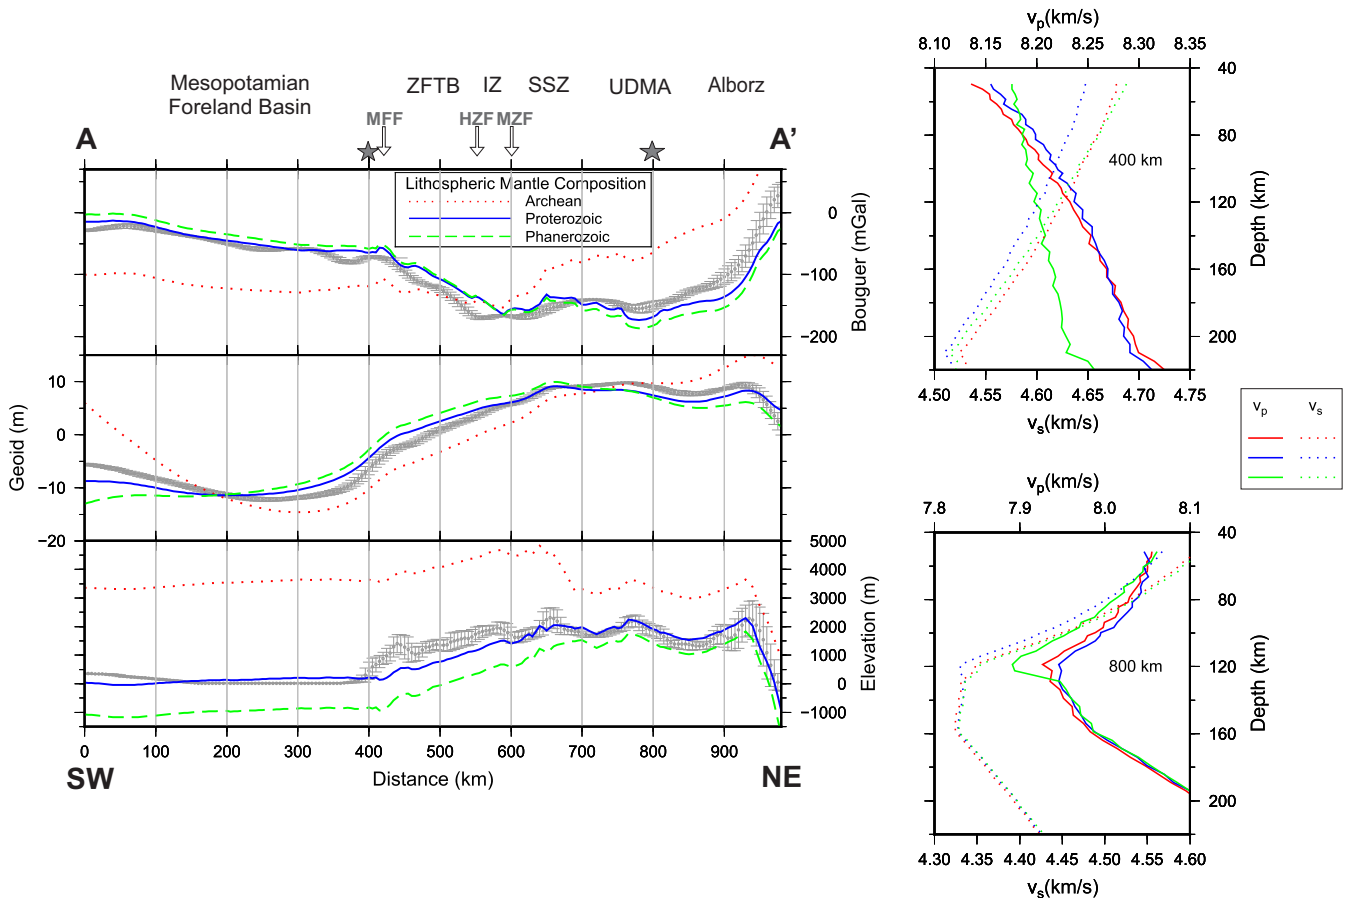 Mesopotamian
Foreland Basin
ZFTB
IZ
SSZ
UDMA
Alborz
MFF
HZF
MZF
A
A'
Lithospheric Mantle Composition
Archean
Proterozoic
Phanerozoic
0
−100
−200
Bouguer (mGal)
10
0
−10
−20
Geoid (m)
5000
4000
3000
2000
1000
0
−1000
Elevation (m)
0 100 200 300 400 500 600 700 800 900
SW
Distance (km)
NE
vp(km/s)
8.10 8.15 8.20 8.25 8.30 8.35
40
80
120
160
200
Depth (km)
400 km
4.50 4.55 4.60 4.65 4.70 4.75
vs(km/s)
vp vs
vp(km/s)
7.8 7.9 8.0 8.1
40
80
120
160
200
Depth (km)
800 km
4.30 4.35 4.40 4.45 4.50 4.55 4.60
vs(km/s)